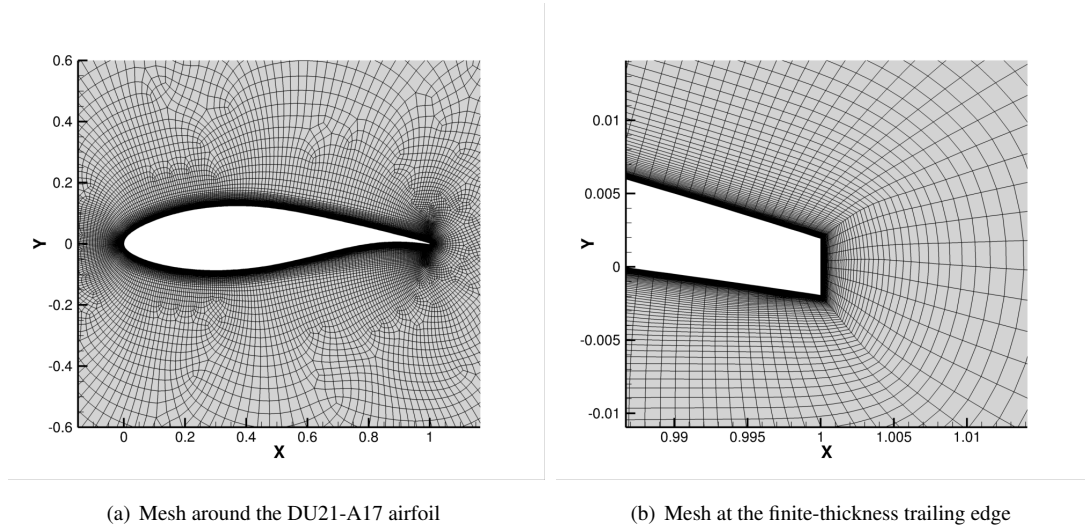 0.6
0.4
0.2
0
-0.2
-0.4
-0.6
Y
0 0.2 0.4 0.6 0.8 1
X
0.01
0.005
0
-0.005
-0.01
Y
0.99 0.995 1 1.005 1.01
X
(a) Mesh around the DU21-A17 airfoil
(b) Mesh at the finite-thickness trailing edge